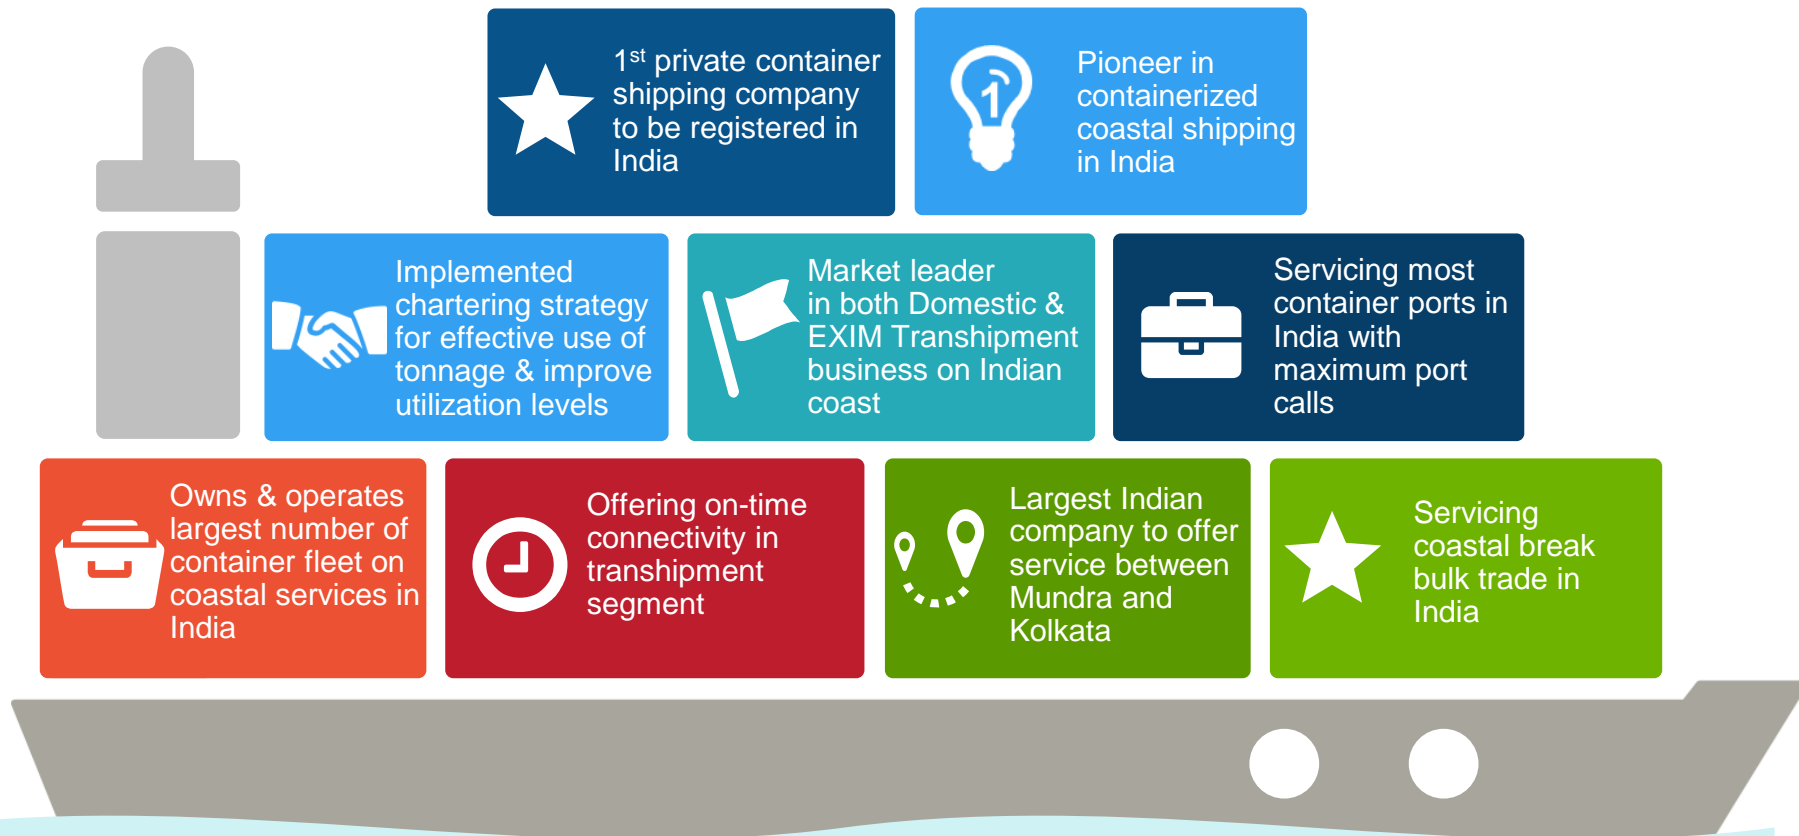 1st private container
shipping company
to be registered in
India
Pioneer in
containerized
coastal shipping
in India
1
Implemented
chartering strategy
for effective use of
tonnage & improve
utilization levels
Market leader
in both Domestic &
EXIM Transhipment
business on Indian
coast
Servicing most
container ports in
India with
maximum port
calls
Owns & operates
largest number of
container fleet on
coastal services in
India
Offering on-time
connectivity in
transhipment
segment
Largest Indian
company to offer
service between
Mundra and
Kolkata
Servicing
coastal break
bulk trade in
India